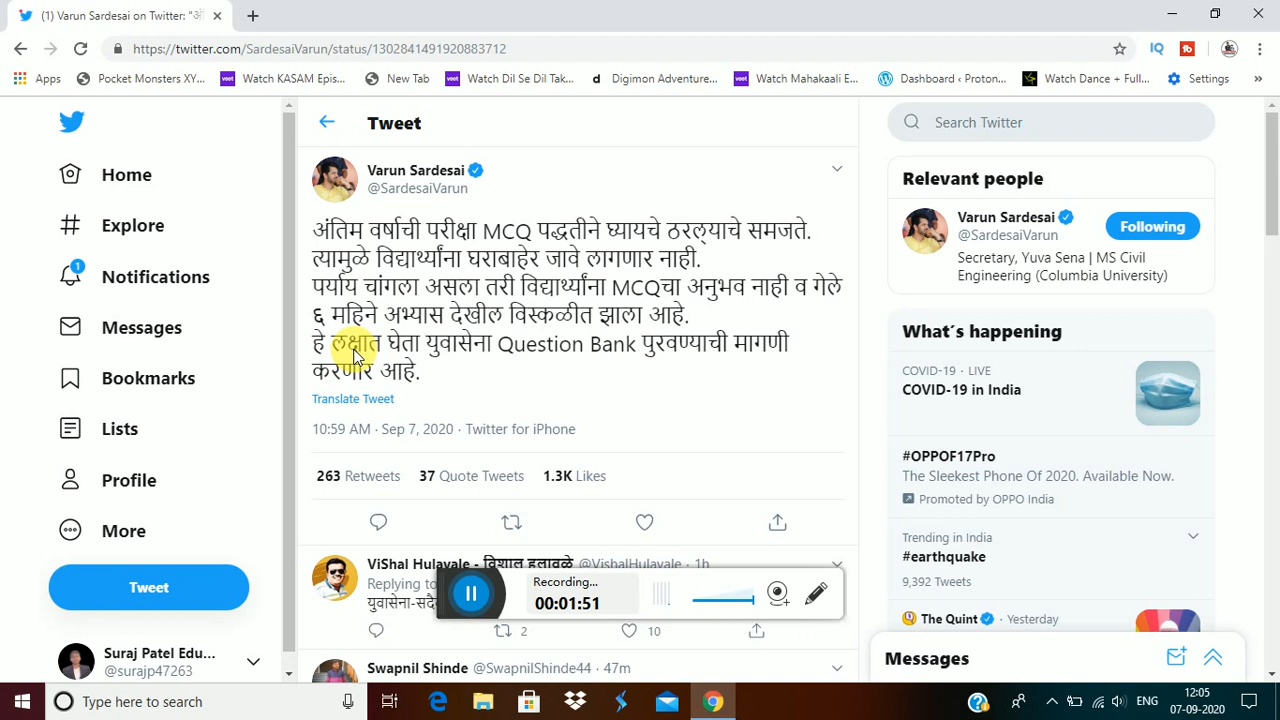 (1) Varun Sardesai on Twitter: "अं
https://twitter.com/SardesaiVarun/status/1302841491920883712
Apps
Pocket Monsters XY...
Watch KASAM Epis...
New Tab
Watch Dil Se Dil Tak...
Digimon Adventure...
Watch Mahakaali E...
Dashboard ‹ Proton...
Watch Dance + Full...
Settings
»
Home
Explore
1
Notifications
Messages
Bookmarks
Lists
Profile
More
Tweet
Suraj Patel Edu...
@surajp47263
Tweet
Varun Sardesai
@SardesaiVarun
अंतिम वर्षाची परीक्षा MCQ पद्धतीने घ्यायचे ठरल्याचे समजते.
त्यामुळे विद्यार्थ्यांना घराबाहेर जावे लागणार नाही.
पर्याय चांगला असला तरी विद्यार्थ्यांना MCQचा अनुभव नाही व गेले
६ महिने अभ्यास देखील विस्कळीत झाला आहे.
हे लक्षात घेता युवासेना Question Bank पुरवण्याची मागणी
करणार आहे.
Translate Tweet
10:59 AM · Sep 7, 2020 · Twitter for iPhone
263 Retweets 37 Quote Tweets 1.3K Likes
ViShal Hulavale - विशाल हलावळे @VishalHulavale · 1h
Replying to
युवासेना-सदै
2
10
Swapnil Shinde @SwapnilShinde44 · 47m
Recording...
00:01:51
Search Twitter
Relevant people
Varun Sardesai
@SardesaiVarun
Following
Secretary, Yuva Sena | MS Civil
Engineering (Columbia University)
What's happening
COVID-19 · LIVE
COVID-19 in India
#OPPOF17Pro
The Sleekest Phone Of 2020. Available Now.
Promoted by OPPO India
Trending in India
#earthquake
9,392 Tweets
The Quint · Yesterday
Messages
Type here to search
ENG
12:05
07-09-2020